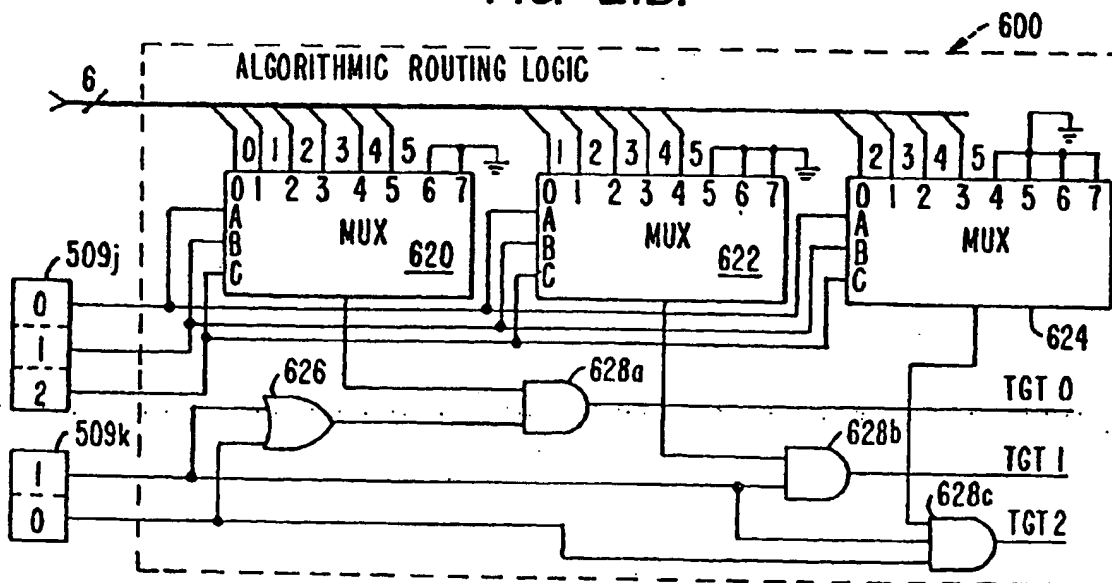 600
ALGORITHMIC ROUTING LOGIC
6
0 1 2 3 4 5
1 2 3 4 5
2 3 4 5
0 1 2 3 4 5 6 7
0 1 2 3 4 5 6 7
0 1 2 3 4 5 6 7
A
B
C
MUX
620
A
B
C
MUX
622
A
B
C
MUX
624
509j
0
1
2
626
628a
TGT 0
509k
1
0
628b
TGT 1
628c
TGT 2